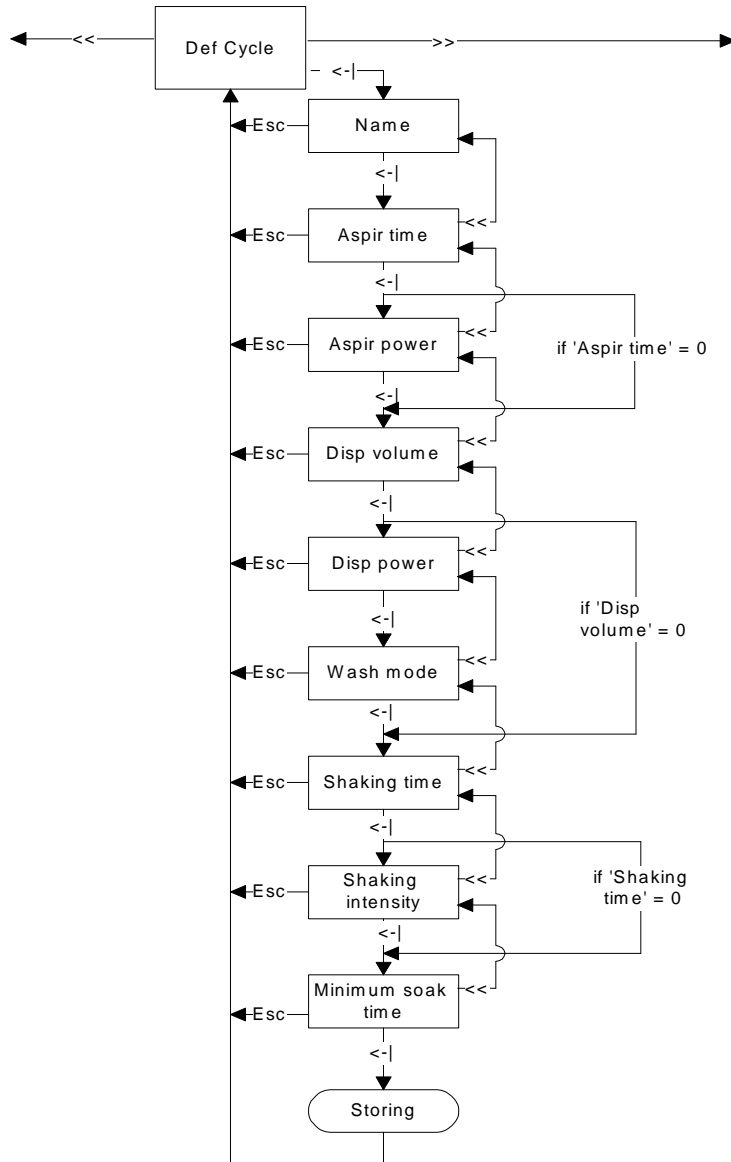 <<
Def Cycle
>>
<-|
Esc
Name
<-|
Esc
Aspir time
<<
<-|
Esc
Aspir power
<<
if 'Aspir time' = 0
<-|
Esc
Disp volume
<<
<-|
Esc
Disp power
<<
if 'Disp
volume' = 0
<-|
Esc
Wash mode
<<
<-|
Esc
Shaking time
<<
<-|
Esc
Shaking
intensity
<<
if 'Shaking
time' = 0
<-|
Esc
Minimum soak
time
<<
<-|
Storing